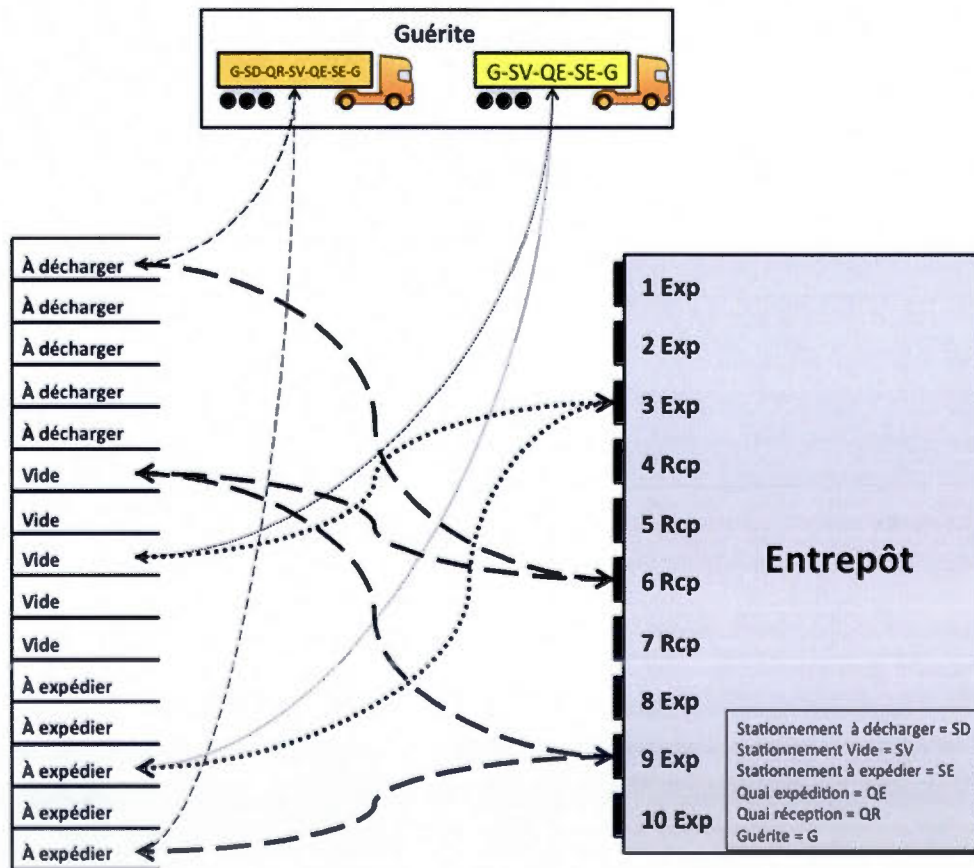 Guérite
G-SD-QR-SV-QE-SE-G
G-SV-QE-SE-G
À décharger
À décharger
À décharger
À décharger
À décharger
Vide
Vide
Vide
Vide
Vide
À expédier
À expédier
À expédier
À expédier
À expédier
1 Exp
2 Exp
3 Exp
4 Rcp
5 Rcp
6 Rcp
7 Rcp
8 Exp
9 Exp
10 Exp
Entrepôt
Stationnement à décharger = SD
Stationnement Vide = SV
Stationnement à expédier = SE
Quai expédition = QE
Quai réception = QR
Guérite = G